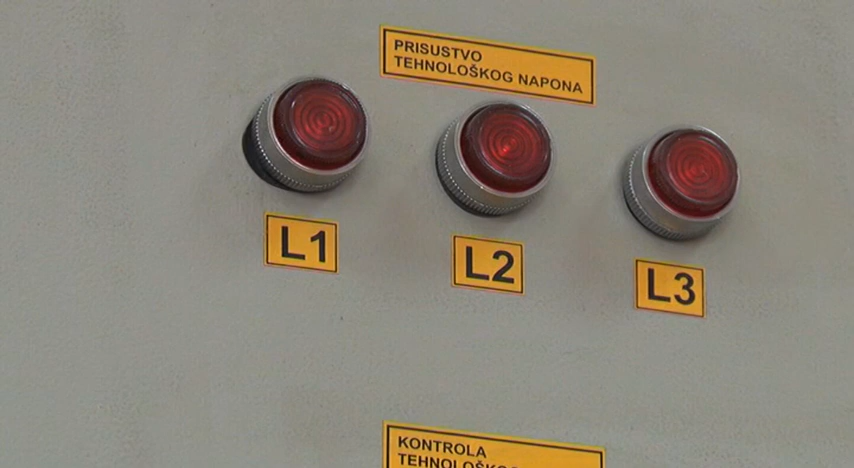 PRISUSTVO
TEHNOLOŠKOG NAPONA
L1
L2
L3
KONTROLA